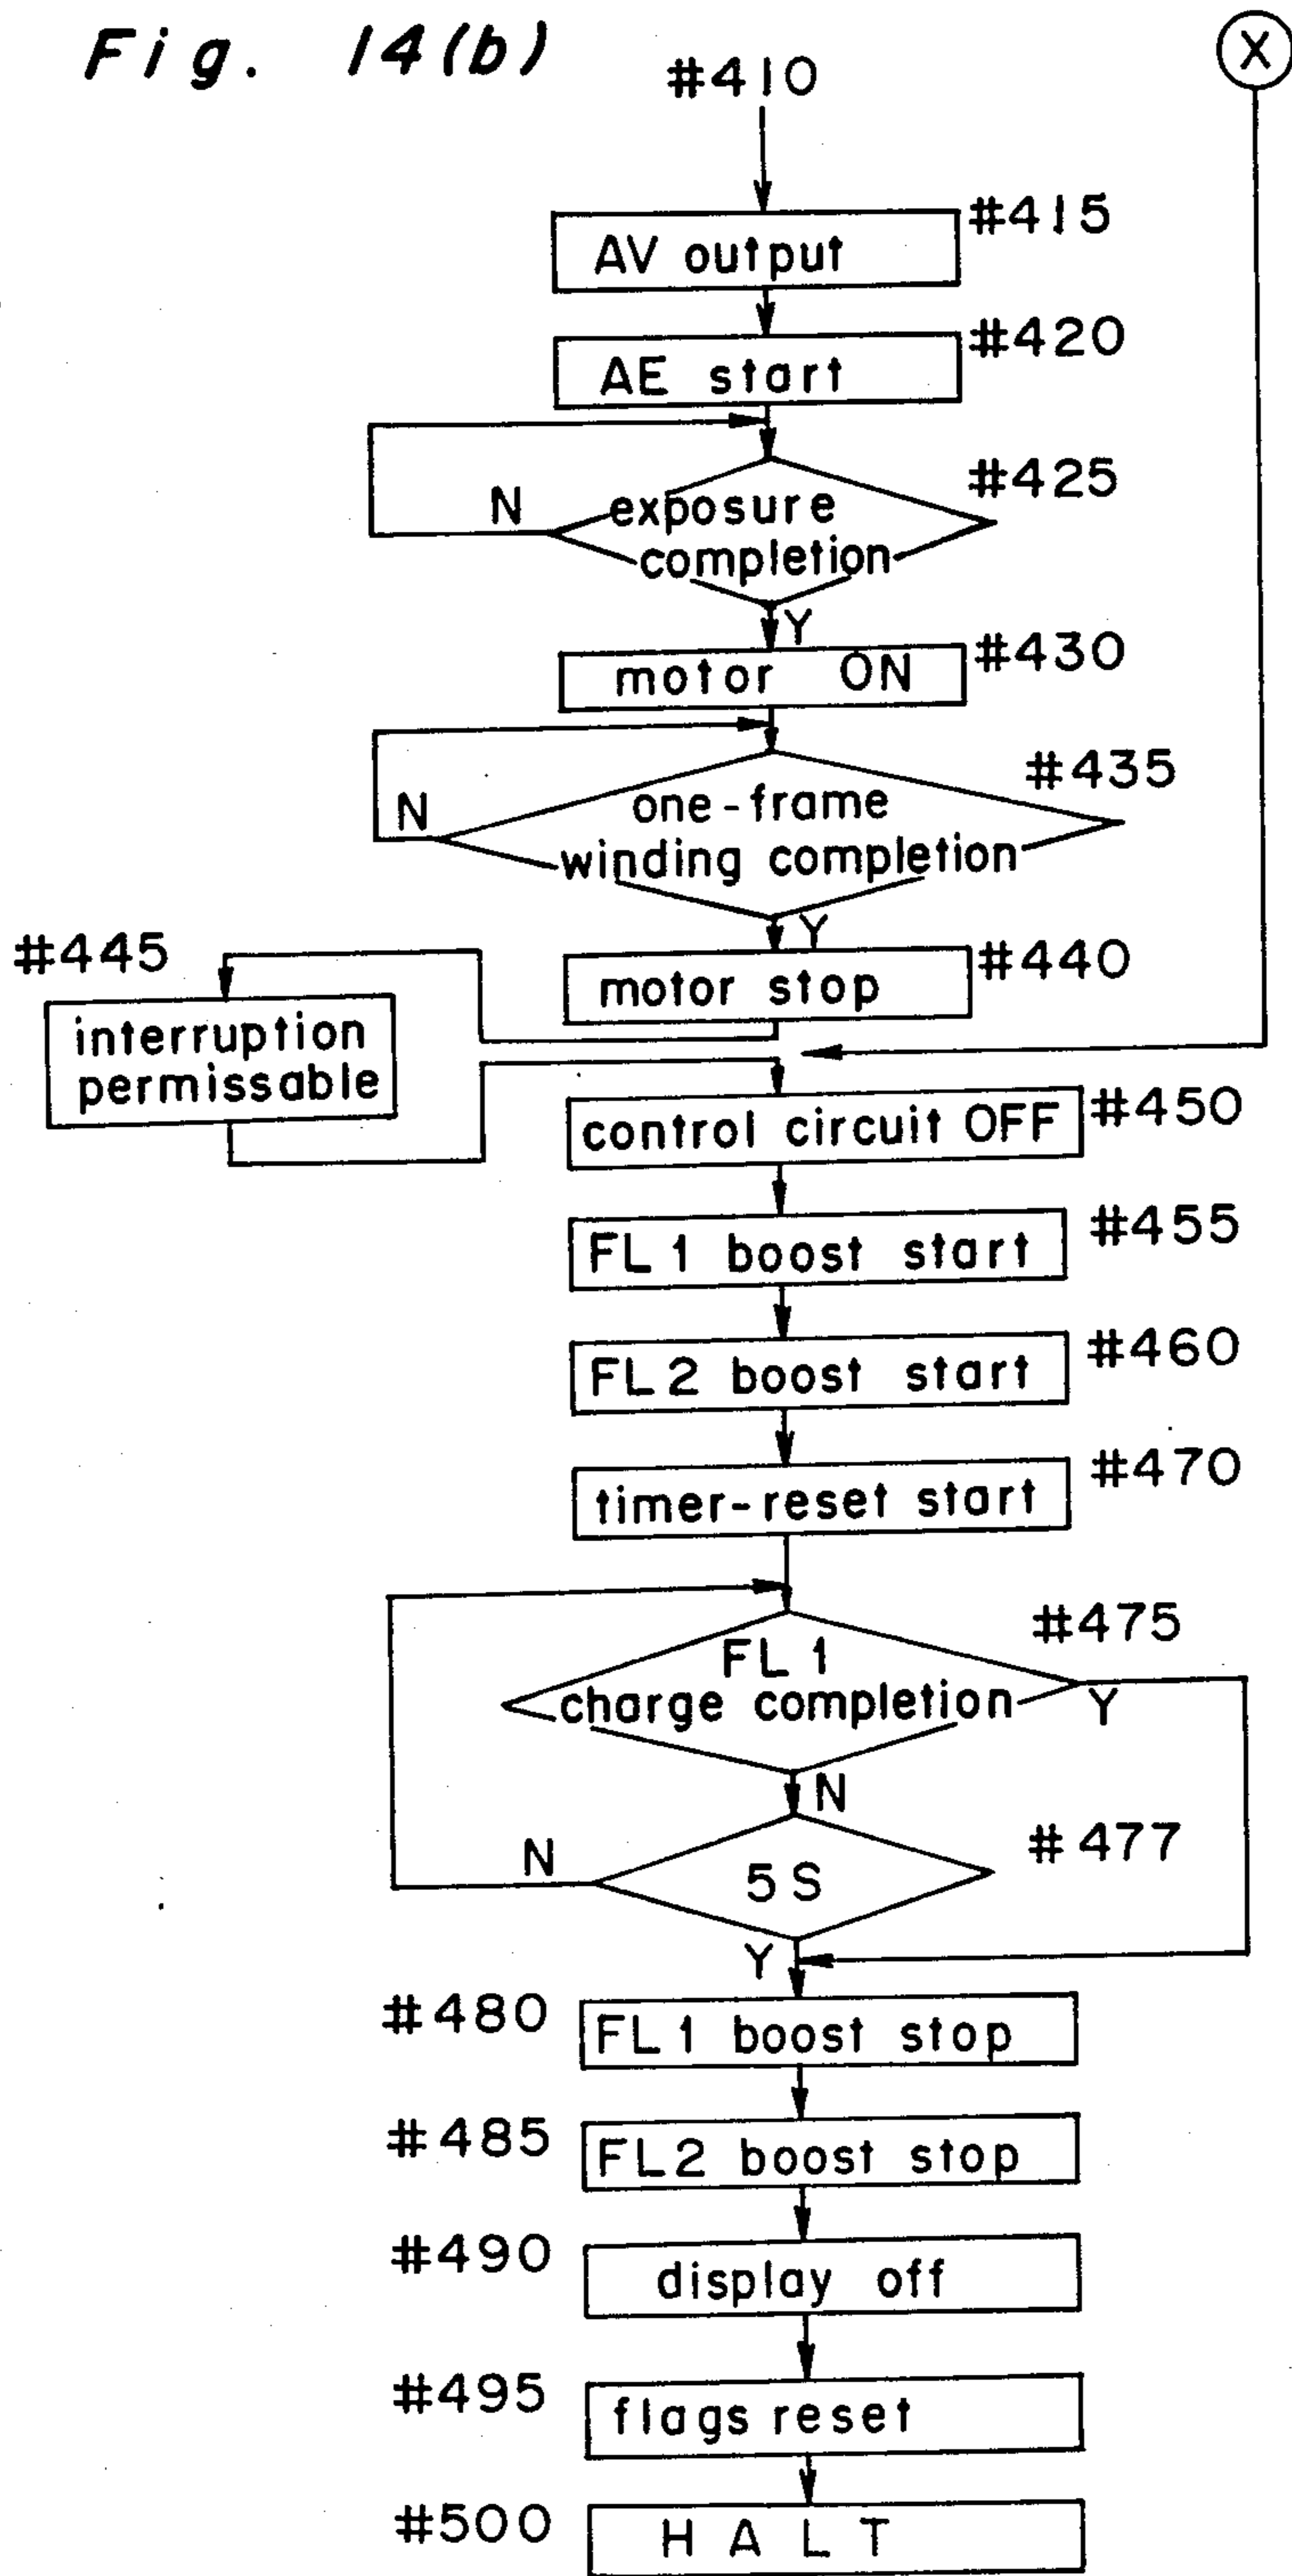 Fig. 14(b)
X
#410
AV output
#415
AE start
#420
exposure
completion
#425
N
Y
motor ON
#430
one-frame
winding completion
#435
N
Y
motor stop
#440
#445
interruption
permissable
control circuit OFF
#450
FL1 boost start
#455
FL2 boost start
#460
timer-reset start
#470
FL1
charge completion
#475
Y
N
5S
#477
N
Y
#480
FL1 boost stop
#485
FL2 boost stop
#490
display off
#495
flags reset
#500
HALT